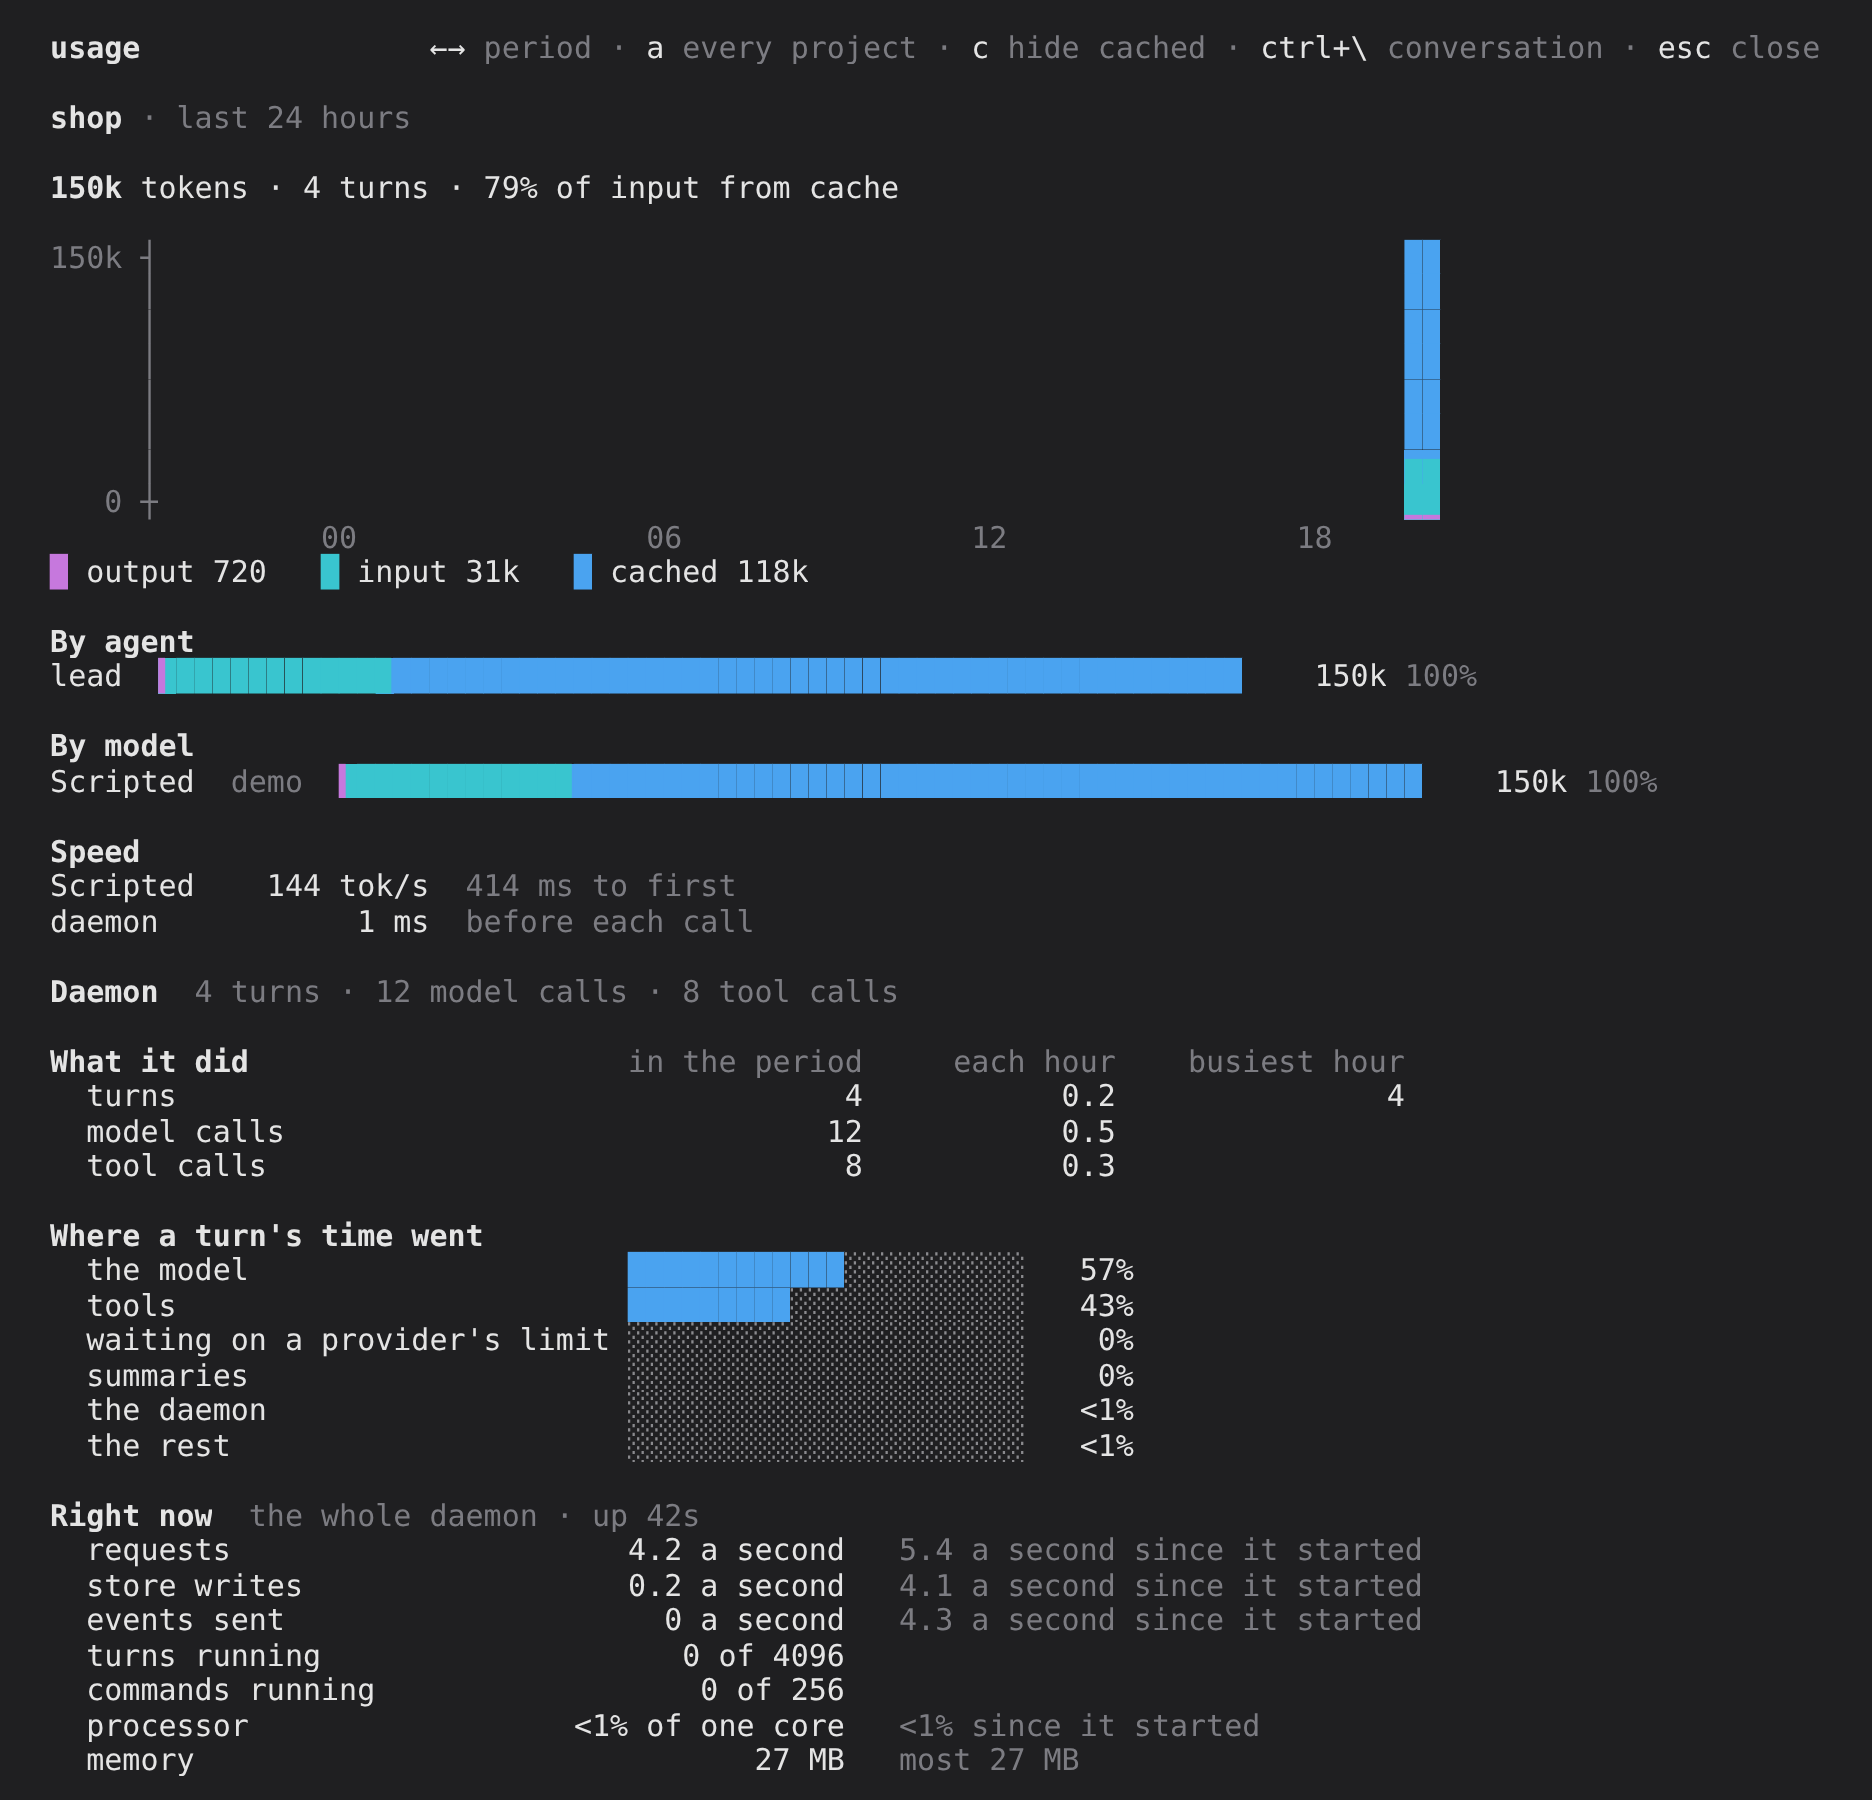 usage ←→ period · a every project · c hide cached · ctrl+\ conversation · esc close
shop · last 24 hours
150k tokens · 4 turns · 79% of input from cache
150k
0
00 06 12 18
output 720 input 31k cached 118k
By agent
lead 150k 100%
By model
Scripted demo 150k 100%
Speed
Scripted 144 tok/s 414 ms to first
daemon 1 ms before each call
Daemon 4 turns · 12 model calls · 8 tool calls
What it did in the period each hour busiest hour
turns 4 0.2 4
model calls 12 0.5
tool calls 8 0.3
Where a turn's time went
the model 57%
tools 43%
waiting on a provider's limit 0%
summaries 0%
the daemon <1%
the rest <1%
Right now the whole daemon · up 42s
requests 4.2 a second 5.4 a second since it started
store writes 0.2 a second 4.1 a second since it started
events sent 0 a second 4.3 a second since it started
turns running 0 of 4096
commands running 0 of 256
processor <1% of one core <1% since it started
memory 27 MB most 27 MB